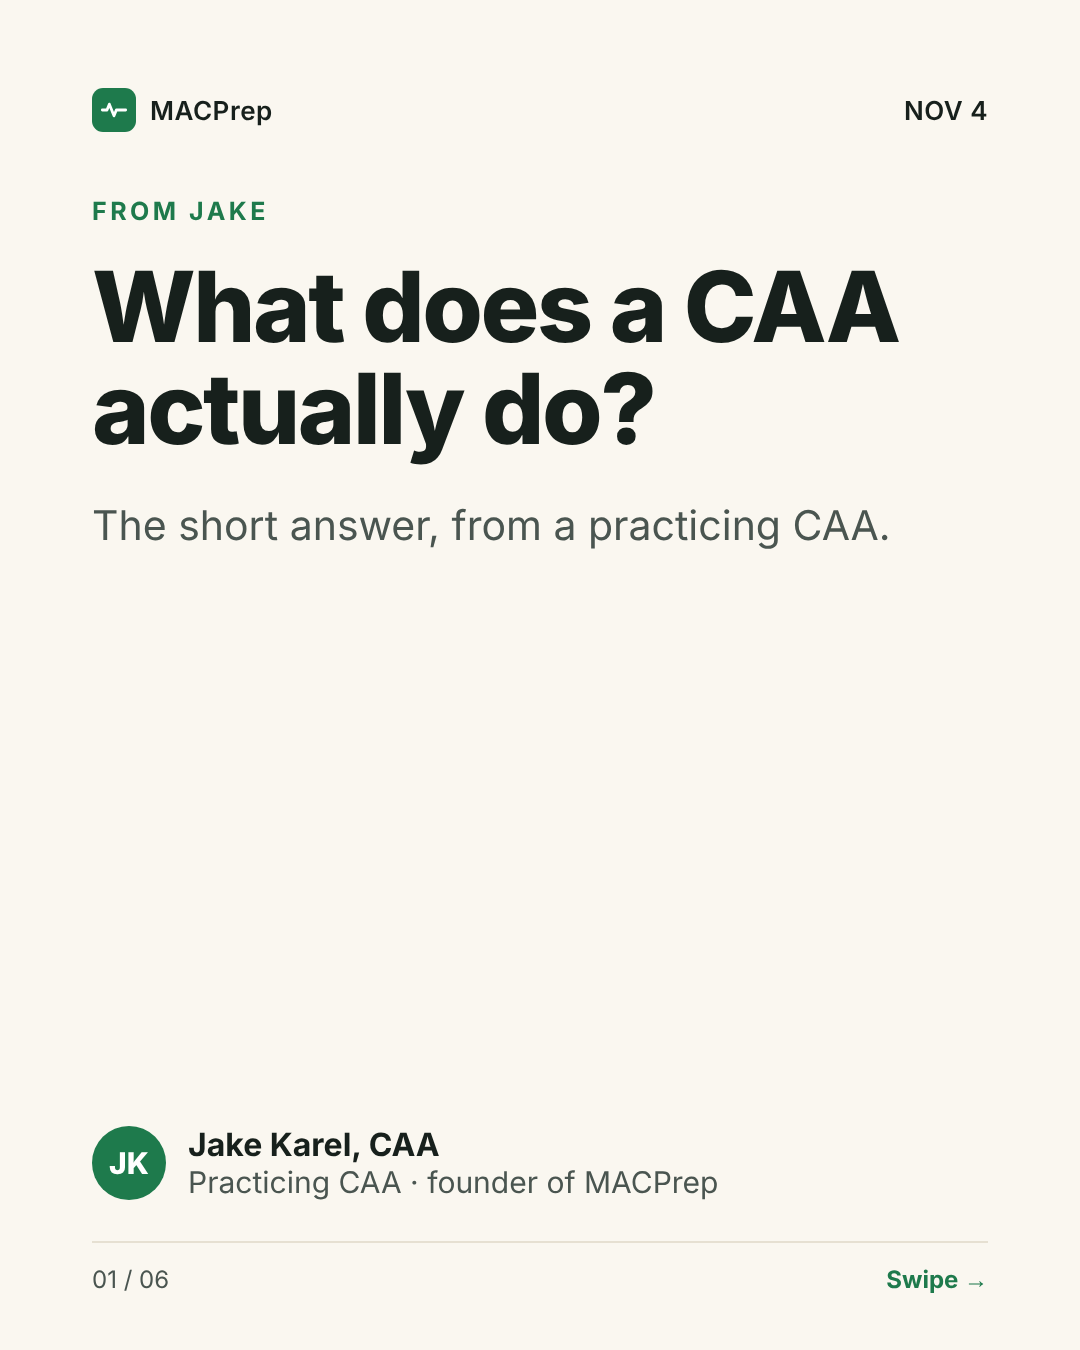 MACPrep
NOV 4
FROM JAKE
What does a CAA
actually do?
The short answer, from a practicing CAA.
JK
Jake Karel, CAA
Practicing CAA · founder of MACPrep
01 / 06
Swipe →